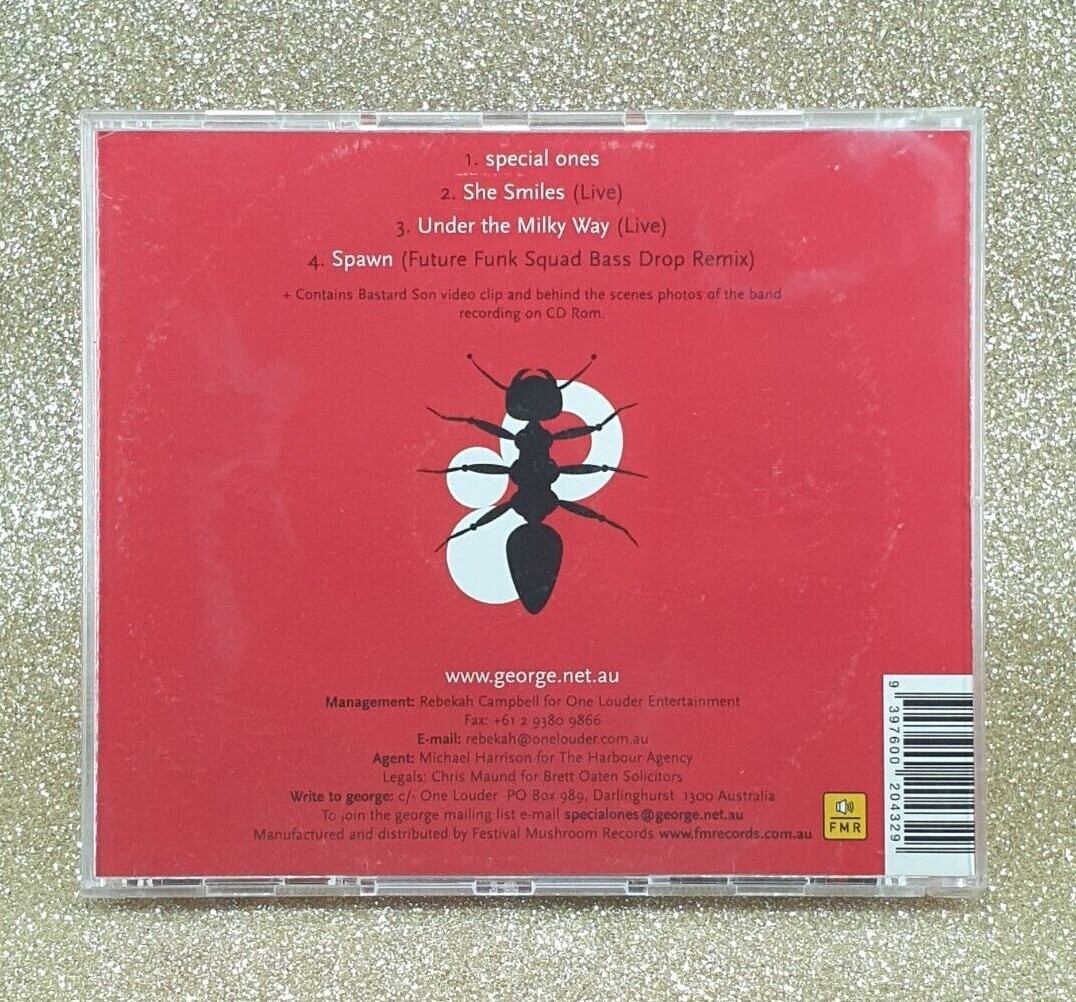 1. special ones
2. She Smiles (Live)
3. Under the Milky Way (Live)
4. Spawn (Future Funk Squad Bass Drop Remix)
+ Contains Bastard Son video clip and behind the scenes photos of the band
recording on CD Rom.
www.george.net.au
Management: Rebekah Campbell for One Louder Entertainment
Fax: +61 2 9380 9866
E-mail: rebekah@onelouder.com.au
Agent: Michael Harrison for The Harbour Agency
Legals: Chris Maund for Brett Oaten Solicitors
Write to george: c/- One Louder PO Box 989, Darlinghurst 1300 Australia
To join the george mailing list e-mail specialones@george.net.au
Manufactured and distributed by Festival Mushroom Records www.fmrecords.com.au
FMR
9 397600 204329